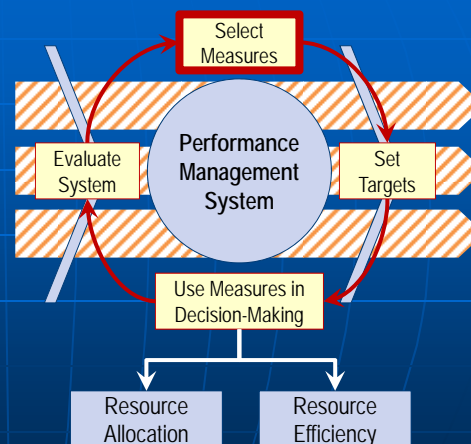 Select
Measures
Evaluate
System
Performance
Management
System
Set
Targets
Use Measures in
Decision-Making
Resource
Allocation
Resource
Efficiency